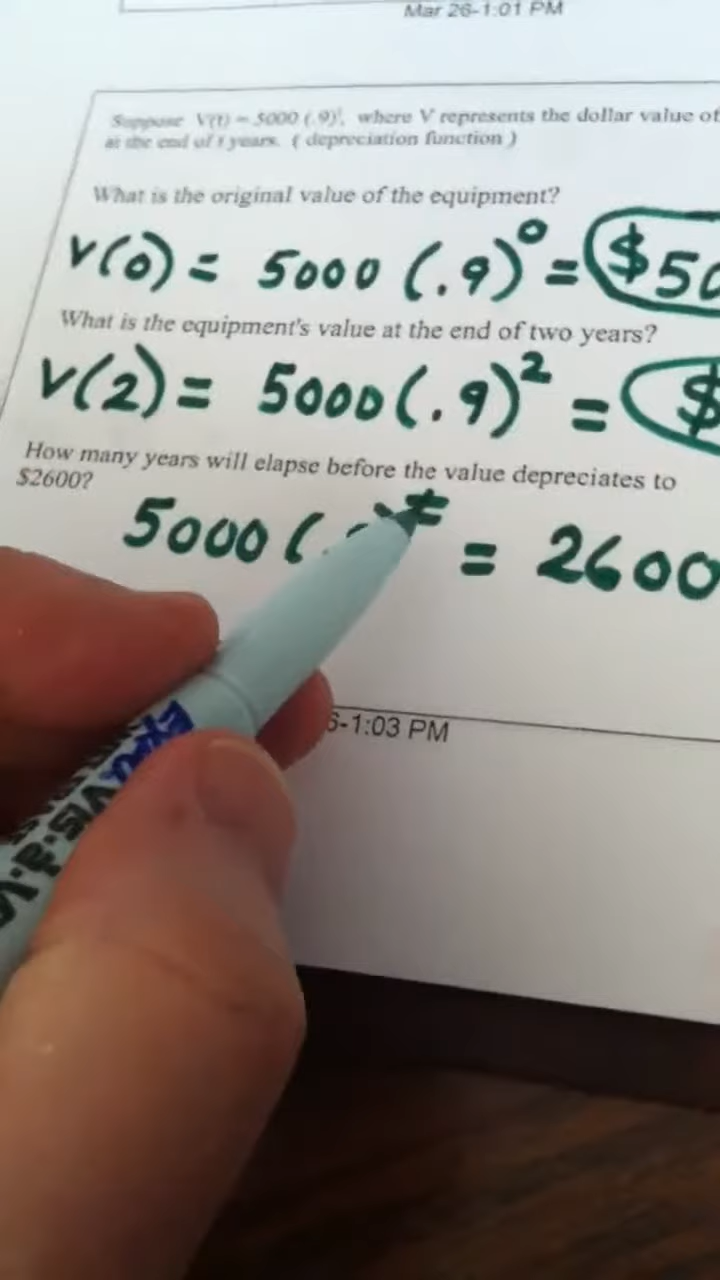 Mar 26-1:01 PM
Suppose V(t) = 5000 (.9)ᵗ, where V represents the dollar value of
at the end of t years. ( depreciation function )
What is the original value of the equipment?
V(0) = 5000 (.9)⁰ = $50
What is the equipment's value at the end of two years?
V(2) = 5000 (.9)² = $
How many years will elapse before the value depreciates to
$2600?
5000 (. )ᵗ = 2600
6-1:03 PM